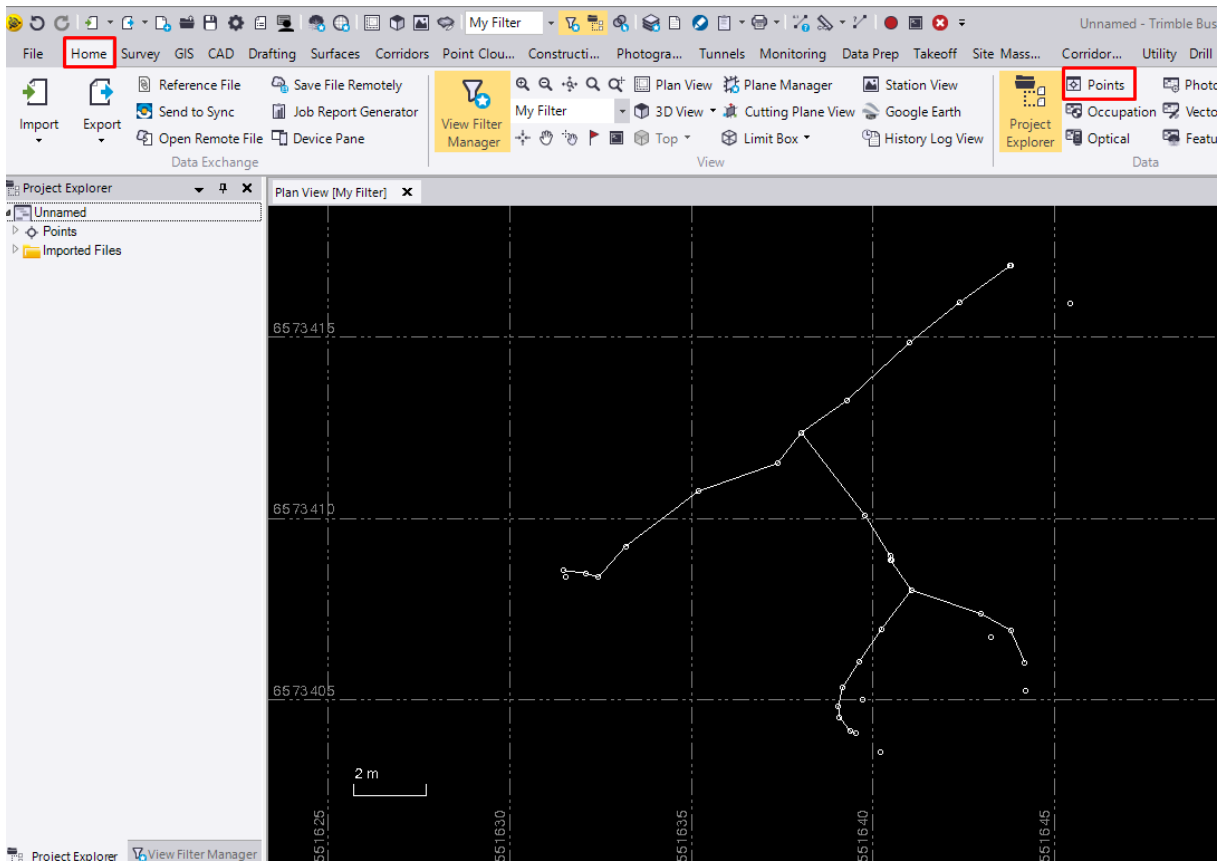 My Filter
Unnamed - Trimble Bus
File Home Survey GIS CAD Drafting Surfaces Corridors Point Clou... Constructi... Photogra... Tunnels Monitoring Data Prep Takeoff Site Mass... Corridor... Utility Drill
Reference File Save File Remotely Plan View Plane Manager Station View Points Photo
Import Export Send to Sync Job Report Generator View Filter Manager My Filter 3D View Cutting Plane View Google Earth Project Explorer Occupation Vecto
Open Remote File Device Pane Top Limit Box History Log View Optical Featu
Data Exchange View Data
Project Explorer
Plan View [My Filter]
Unnamed
Points
Imported Files
6573415
6573410
6573405
2 m
551625 551630 551635 551640 551645
Project Explorer View Filter Manager